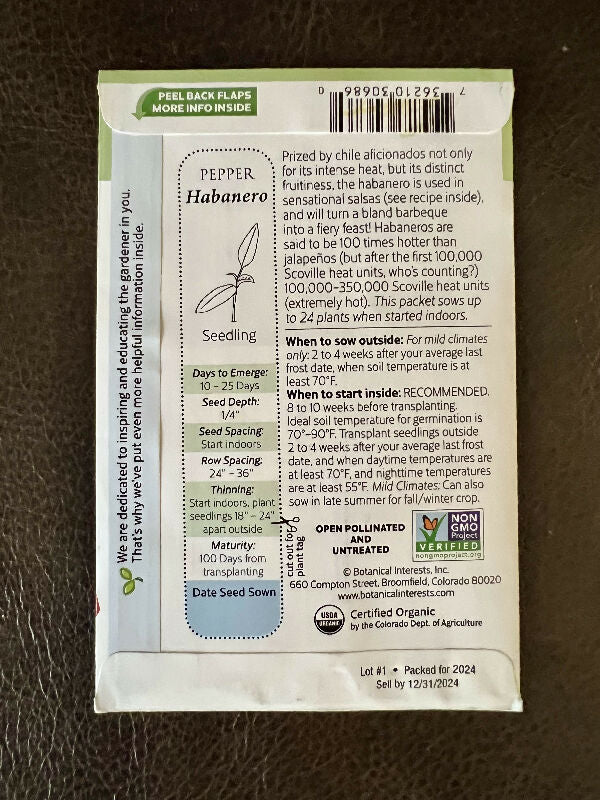 PEEL BACK FLAPS
MORE INFO INSIDE
7 36210 30686 0
We are dedicated to inspiring and educating the gardener in you.
That's why we've put even more helpful information inside.
PEPPER
Habanero
Seedling
Days to Emerge:
10 – 25 Days
Seed Depth:
1/4"
Seed Spacing:
Start indoors
Row Spacing:
24" – 36"
Thinning:
Start indoors, plant
seedlings 18" – 24"
apart outside
Maturity:
100 Days from
transplanting
Date Seed Sown
cut out for
plant tag
Prized by chile aficionados not only
for its intense heat, but its distinct
fruitiness, the habanero is used in
sensational salsas (see recipe inside),
and will turn a bland barbeque
into a fiery feast! Habaneros are
said to be 100 times hotter than
jalapeños (but after the first 100,000
Scoville heat units, who's counting?)
100,000–350,000 Scoville heat units
(extremely hot). This packet sows up
to 24 plants when started indoors.
When to sow outside: For mild climates
only: 2 to 4 weeks after your average last
frost date, when soil temperature is at
least 70°F.
When to start inside: RECOMMENDED.
8 to 10 weeks before transplanting.
Ideal soil temperature for germination is
70°–90°F. Transplant seedlings outside
2 to 4 weeks after your average last frost
date, and when daytime temperatures are
at least 70°F, and nighttime temperatures
are at least 55°F. Mild Climates: Can also
sow in late summer for fall/winter crop.
OPEN POLLINATED
AND
UNTREATED
NON
GMO
Project
VERIFIED
nongmoproject.org
© Botanical Interests, Inc.
660 Compton Street, Broomfield, Colorado 80020
www.botanicalinterests.com
USDA
ORGANIC
Certified Organic
by the Colorado Dept. of Agriculture
Lot #1 • Packed for 2024
Sell by 12/31/2024